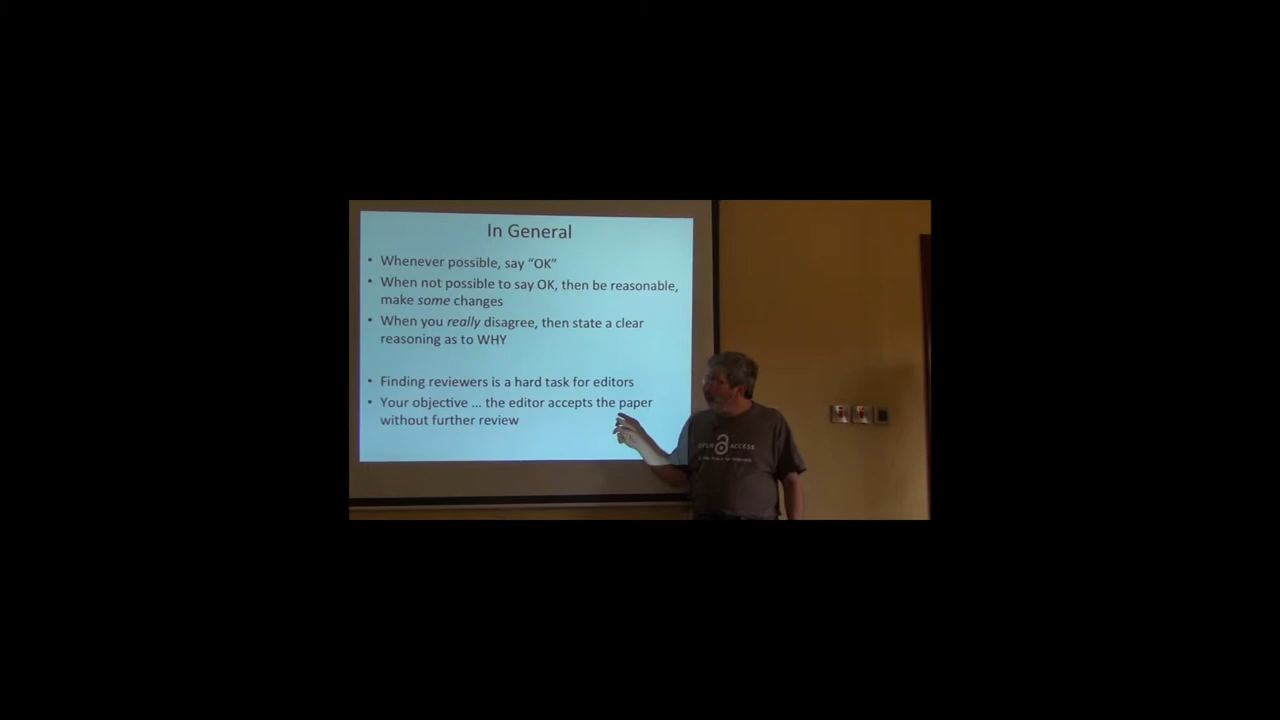 In General
• Whenever possible, say “OK”
• When not possible to say OK, then be reasonable,
make some changes
• When you really disagree, then state a clear
reasoning as to WHY
• Finding reviewers is a hard task for editors
• Your objective ... the editor accepts the paper
without further review
OPEN ACCESS